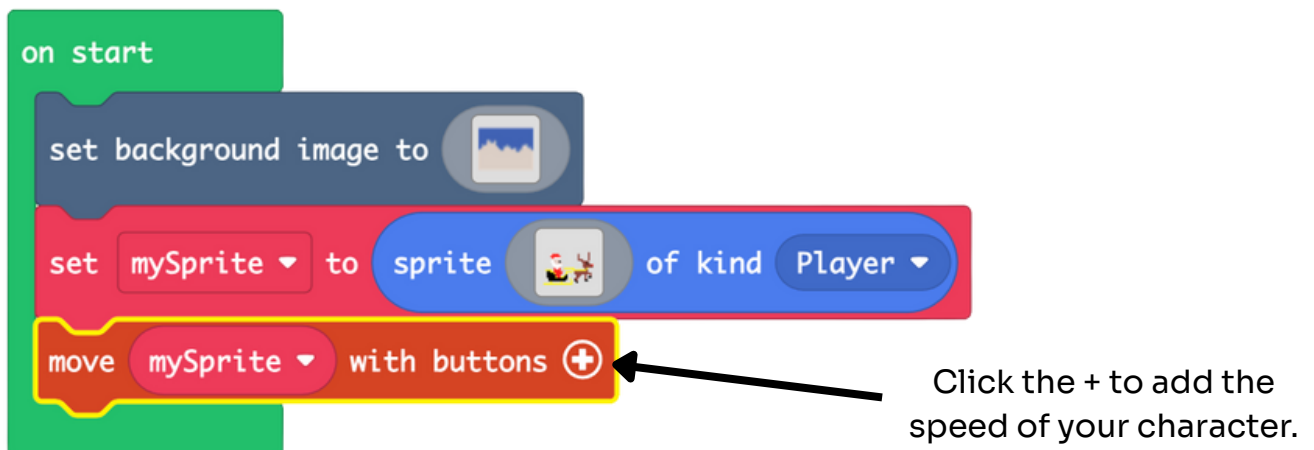 on start
set background image to
set mySprite to sprite of kind Player
move mySprite with buttons
Click the + to add the
speed of your character.